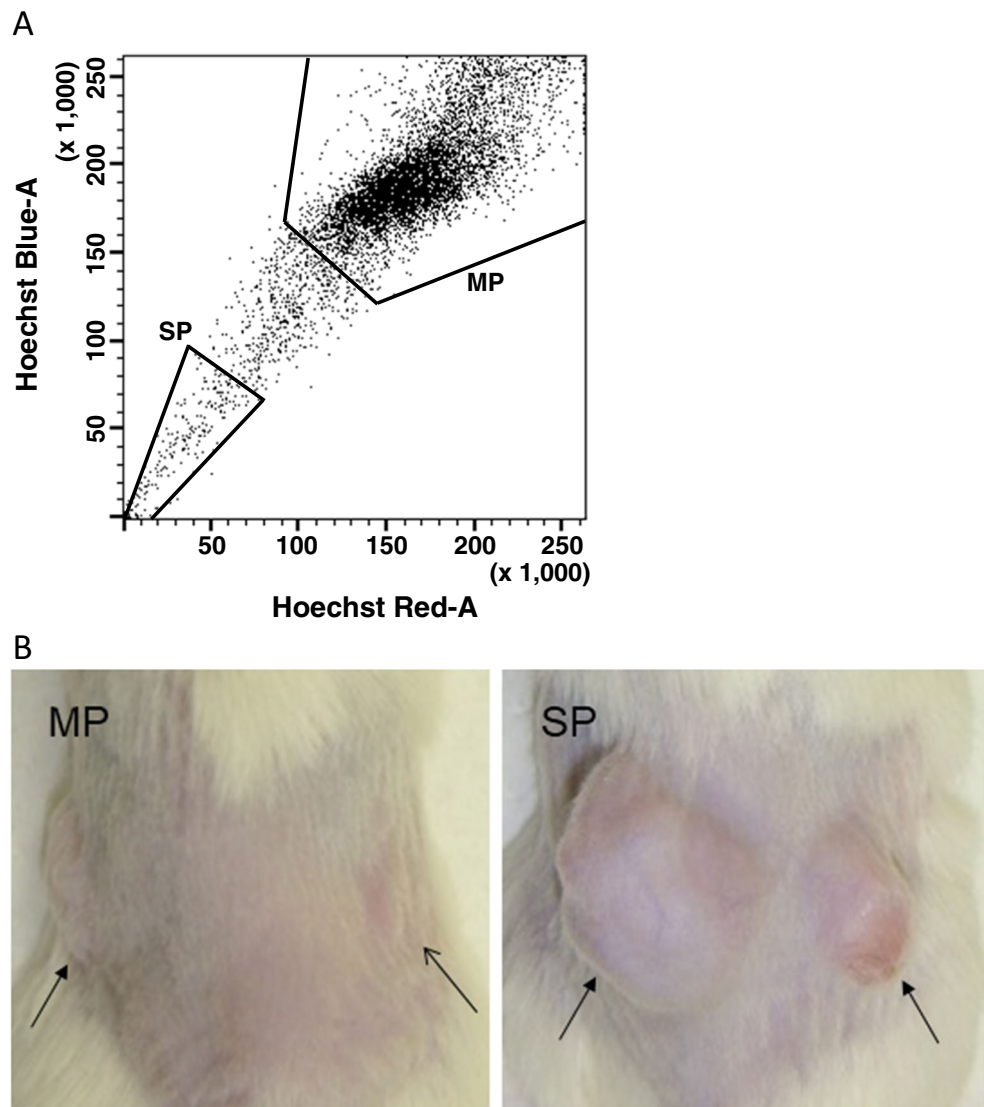 A
(x 1,000)
250
200
150
100
50
Hoechst Blue-A
SP
MP
50 100 150 200 250
(x 1,000)
Hoechst Red-A
B
MP
SP